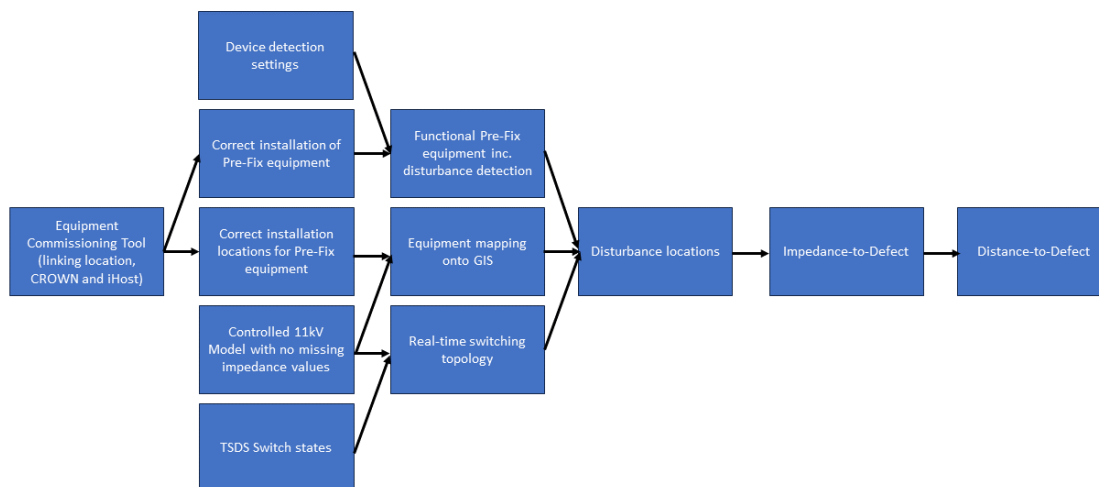 Device detection
settings
Correct installation of
Pre-Fix equipment
Functional Pre-Fix
equipment inc.
disturbance detection
Equipment
Commissioning Tool
(linking location,
CROWN and iHost)
Correct installation
locations for Pre-Fix
equipment
Equipment mapping
onto GIS
Disturbance locations
Impedance-to-Defect
Distance-to-Defect
Controlled 11kV
Model with no missing
impedance values
Real-time switching
topology
TSDS Switch states